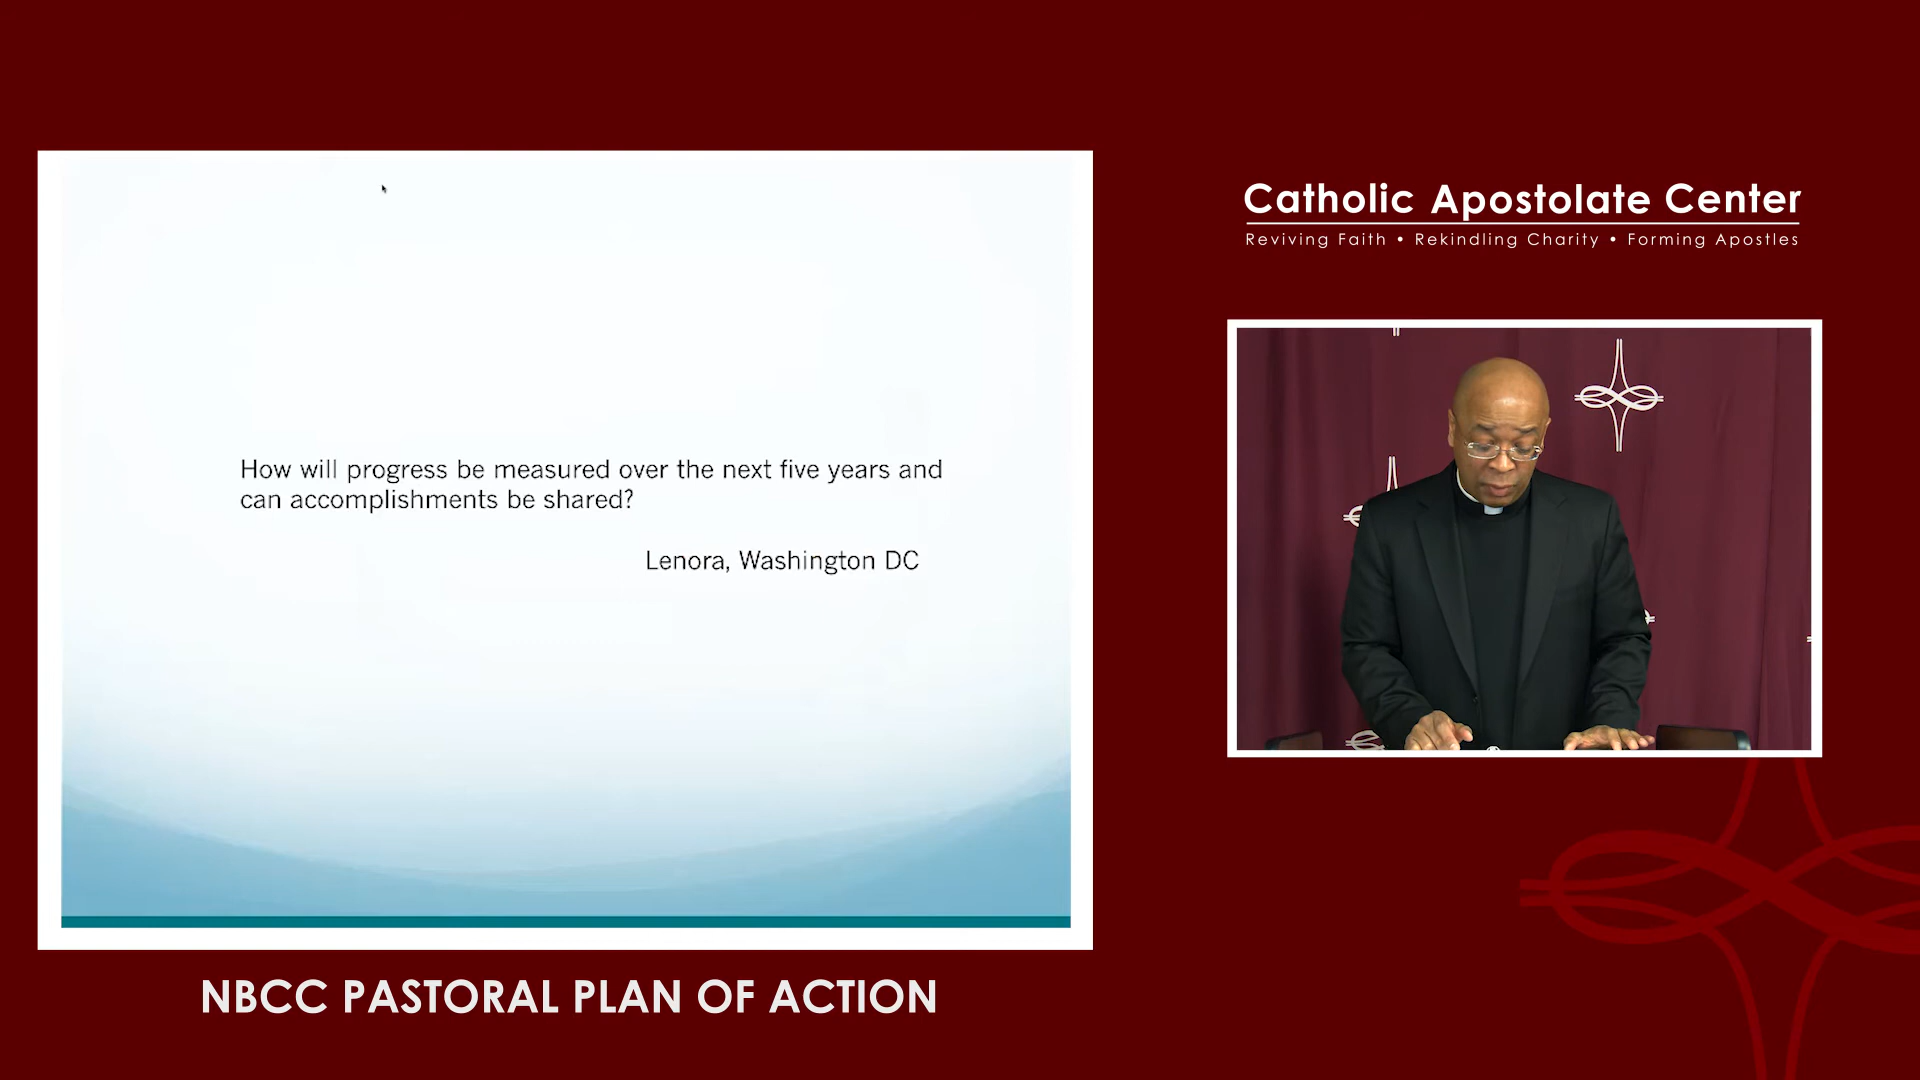 Catholic Apostolate Center
Reviving Faith • Rekindling Charity • Forming Apostles
How will progress be measured over the next five years and
can accomplishments be shared?
Lenora, Washington DC
NBCC PASTORAL PLAN OF ACTION